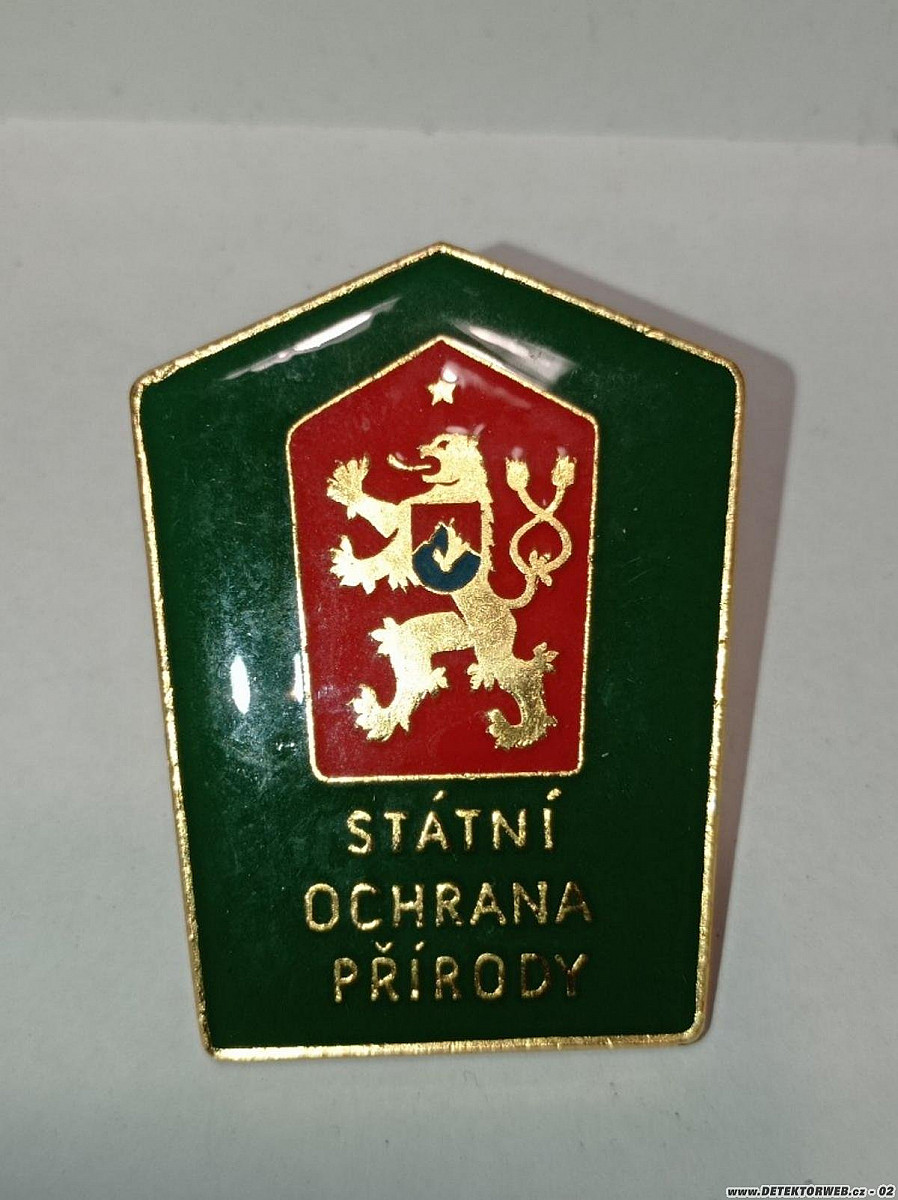 STÁTNÍ
OCHRANA
PŘÍRODY
www.DETEKTORWEB.cz - 02